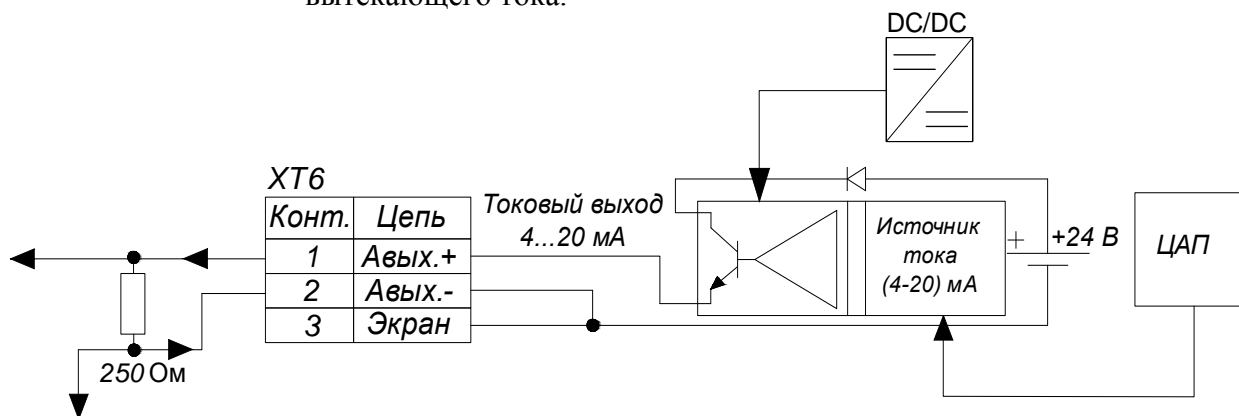 вытекающего тока.
DC/DC
XT6
Конт. Цепь
1 Авых.+
2 Авых.-
3 Экран
Токовый выход
4...20 мА
Источник
тока
(4-20) мА
+
+24 В
ЦАП
250 Ом